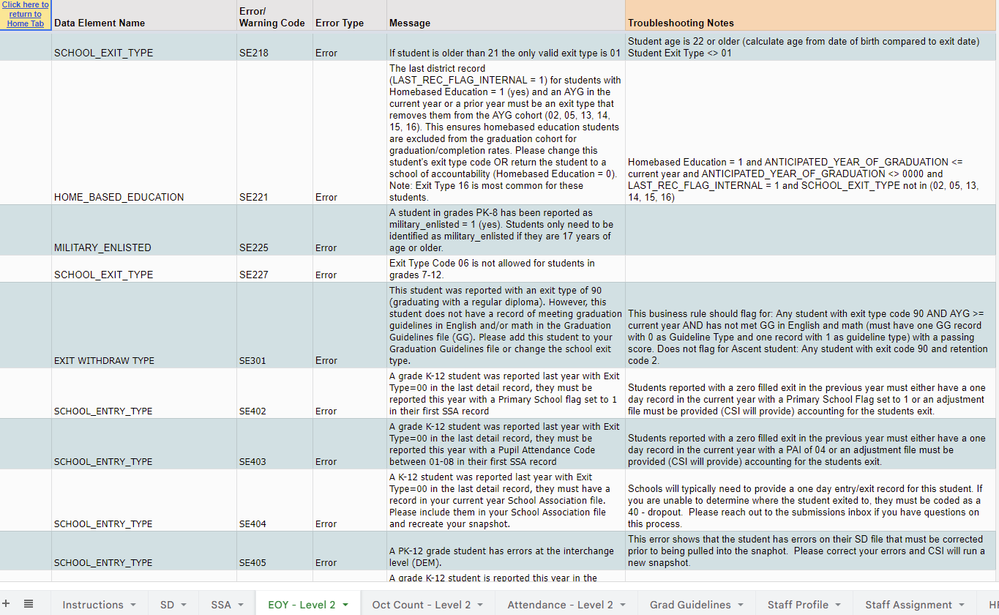 Click here to
return to
Home Tab
Data Element Name
Error/
Warning Code
Error Type
Message
Troubleshooting Notes
SCHOOL_EXIT_TYPE
SE218
Error
If student is older than 21 the only valid exit type is 01
Student age is 22 or older (calculate age from date of birth compared to exit date)
Student Exit Type <> 01
HOME_BASED_EDUCATION
SE221
Error
The last district record
(LAST_REC_FLAG_INTERNAL = 1) for students with
Homebased Education = 1 (yes) and an AYG in the
current year or a prior year must be an exit type that
removes them from the AYG cohort (02, 05, 13, 14,
15, 16). This ensures homebased education students
are excluded from the graduation cohort for
graduation/completion rates. Please change this
student's exit type code OR return the student to a
school of accountability (Homebased Education = 0).
Note: Exit Type 16 is most common for these
students.
Homebased Education = 1 and ANTICIPATED_YEAR_OF_GRADUATION <=
current year and ANTICIPATED_YEAR_OF_GRADUATION <> 0000 and
LAST_REC_FLAG_INTERNAL = 1 and SCHOOL_EXIT_TYPE not in (02, 05, 13,
14, 15, 16)
MILITARY_ENLISTED
SE225
Error
A student in grades PK-8 has been reported as
military_enlisted = 1 (yes). Students only need to be
identified as military_enlisted if they are 17 years of
age or older.
SCHOOL_EXIT_TYPE
SE227
Error
Exit Type Code 06 is not allowed for students in
grades 7-12.
EXIT WITHDRAW TYPE
SE301
Error
This student was reported with an exit type of 90
(graduating with a regular diploma). However, this
student does not have a record of meeting graduation
guidelines in English and/or math in the Graduation
Guidelines file (GG). Please add this student to your
Graduation Guidelines file or change the school exit
type.
This business rule should flag for: Any student with exit type code 90 AND AYG >=
current year AND has not met GG in English and math (must have one GG record
with 0 as Guideline Type and one record with 1 as guideline type) with a passing
score. Does not flag for Ascent student: Any student with exit code 90 and retention
code 2.
SCHOOL_ENTRY_TYPE
SE402
Error
A grade K-12 student was reported last year with Exit
Type=00 in the last detail record, they must be
reported this year with a Primary School flag set to 1
in their first SSA record
Students reported with a zero filled exit in the previous year must either have a one
day record in the current year with a Primary School Flag set to 1 or an adjustment
file must be provided (CSI will provide) accounting for the students exit.
SCHOOL_ENTRY_TYPE
SE403
Error
A grade K-12 student was reported last year with Exit
Type=00 in the last detail record, they must be
reported this year with a Pupil Attendance Code
between 01-08 in their first SSA record
Students reported with a zero filled exit in the previous year must either have a one
day record in the current year with a PAI of 04 or an adjustment file must be
provided (CSI will provide) accounting for the students exit.
SCHOOL_ENTRY_TYPE
SE404
Error
A K-12 student was reported last year with Exit
Type=00 in the last detail record, they must have a
record in your current year School Association file.
Please include them in your School Association file
and recreate your snapshot.
Schools will typically need to provide a one day entry/exit record for this student. If
you are unable to determine where the student exited to, they must be coded as a
40 - dropout. Please reach out to the submissions inbox if you have questions on
this process.
SCHOOL_ENTRY_TYPE
SE405
Error
A PK-12 grade student has errors at the interchange
level (DEM).
This error shows that the student has errors on their SD file that must be corrected
prior to being pulled into the snaphot. Please correct your errors and CSI will run a
new snapshot.
A grade K-12 student is reported this year in the
Instructions
SD
SSA
EOY - Level 2
Oct Count - Level 2
Attendance - Level 2
Grad Guidelines
Staff Profile
Staff Assignment